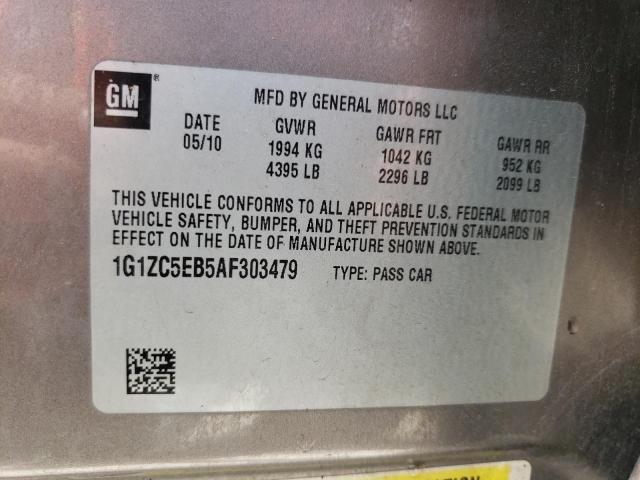 GM®
MFD BY GENERAL MOTORS LLC
DATE GVWR GAWR FRT GAWR RR
05/10 1994 KG 1042 KG 952 KG
4395 LB 2296 LB 2099 LB
THIS VEHICLE CONFORMS TO ALL APPLICABLE U.S. FEDERAL MOTOR
VEHICLE SAFETY, BUMPER, AND THEFT PREVENTION STANDARDS IN
EFFECT ON THE DATE OF MANUFACTURE SHOWN ABOVE.
1G1ZC5EB5AF303479 TYPE: PASS CAR